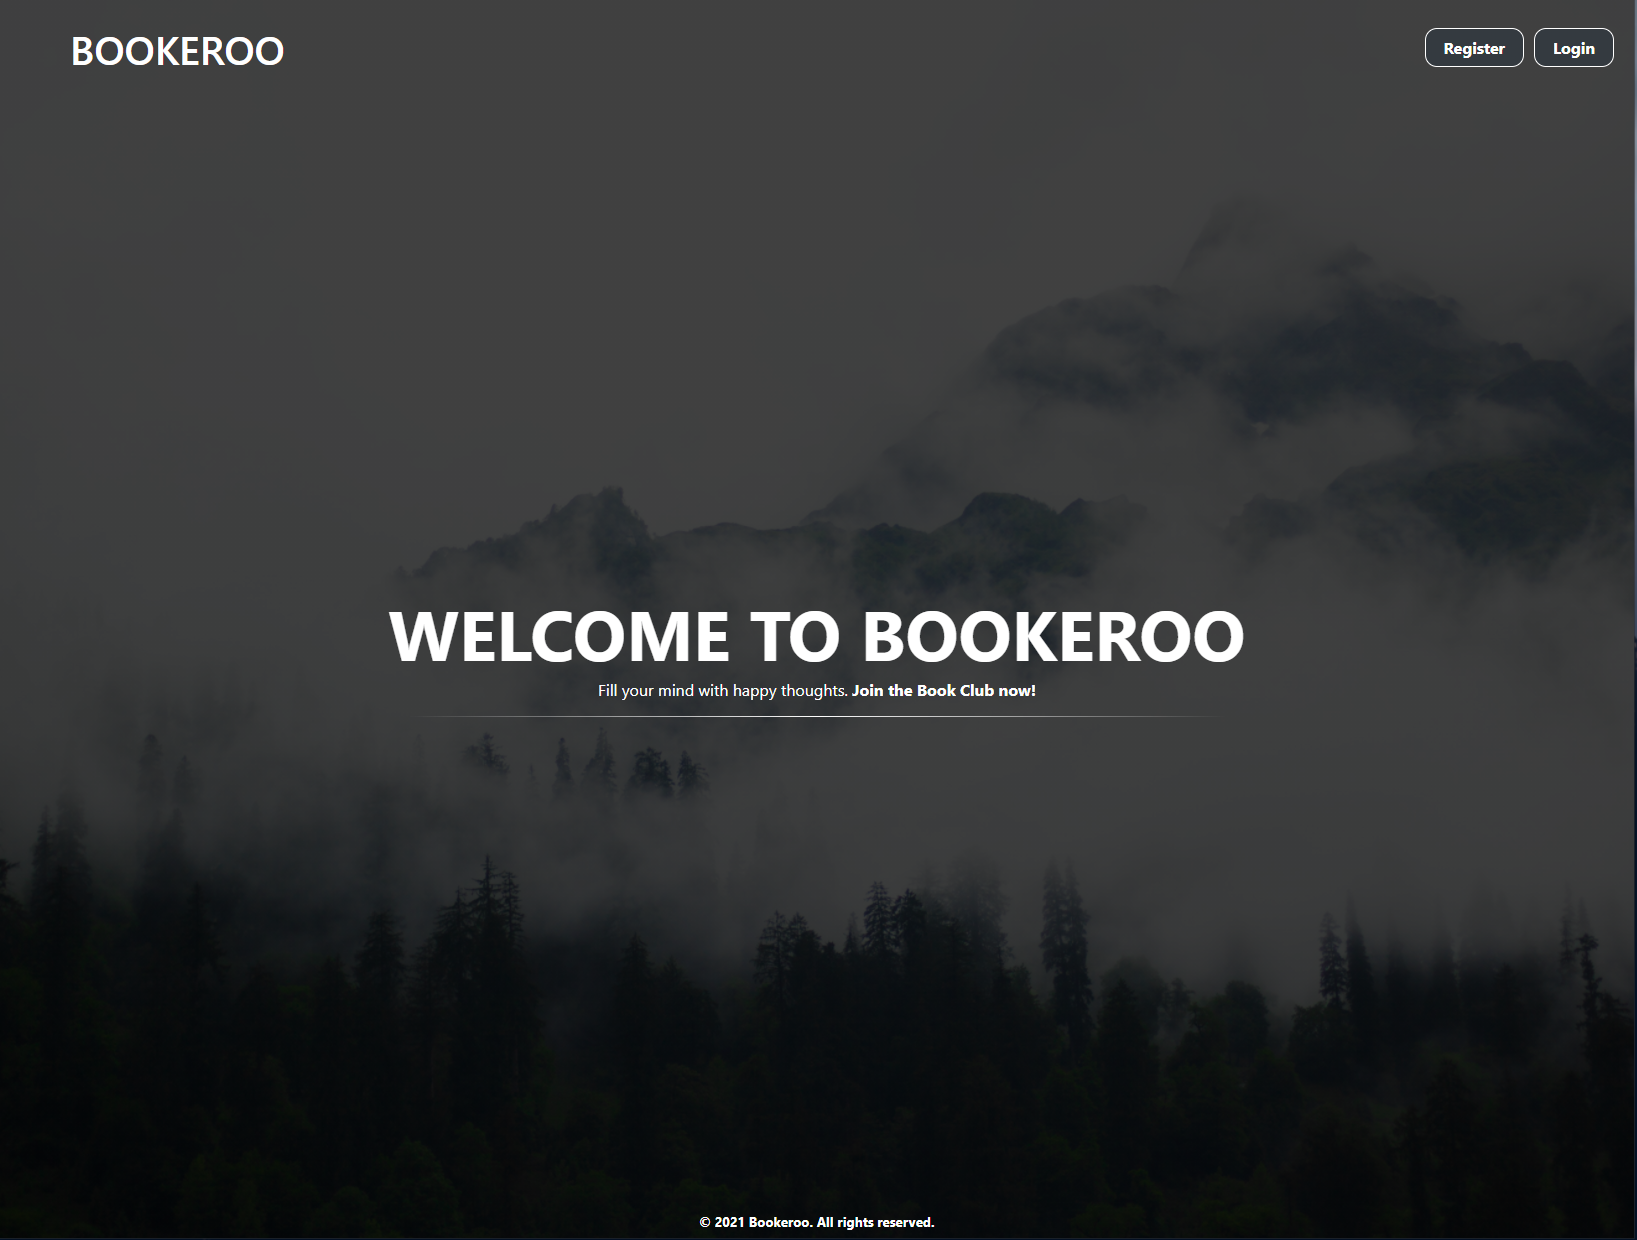 BOOKEROO
Register
Login
WELCOME TO BOOKEROO
Fill your mind with happy thoughts. Join the Book Club now!
© 2021 Bookeroo. All rights reserved.